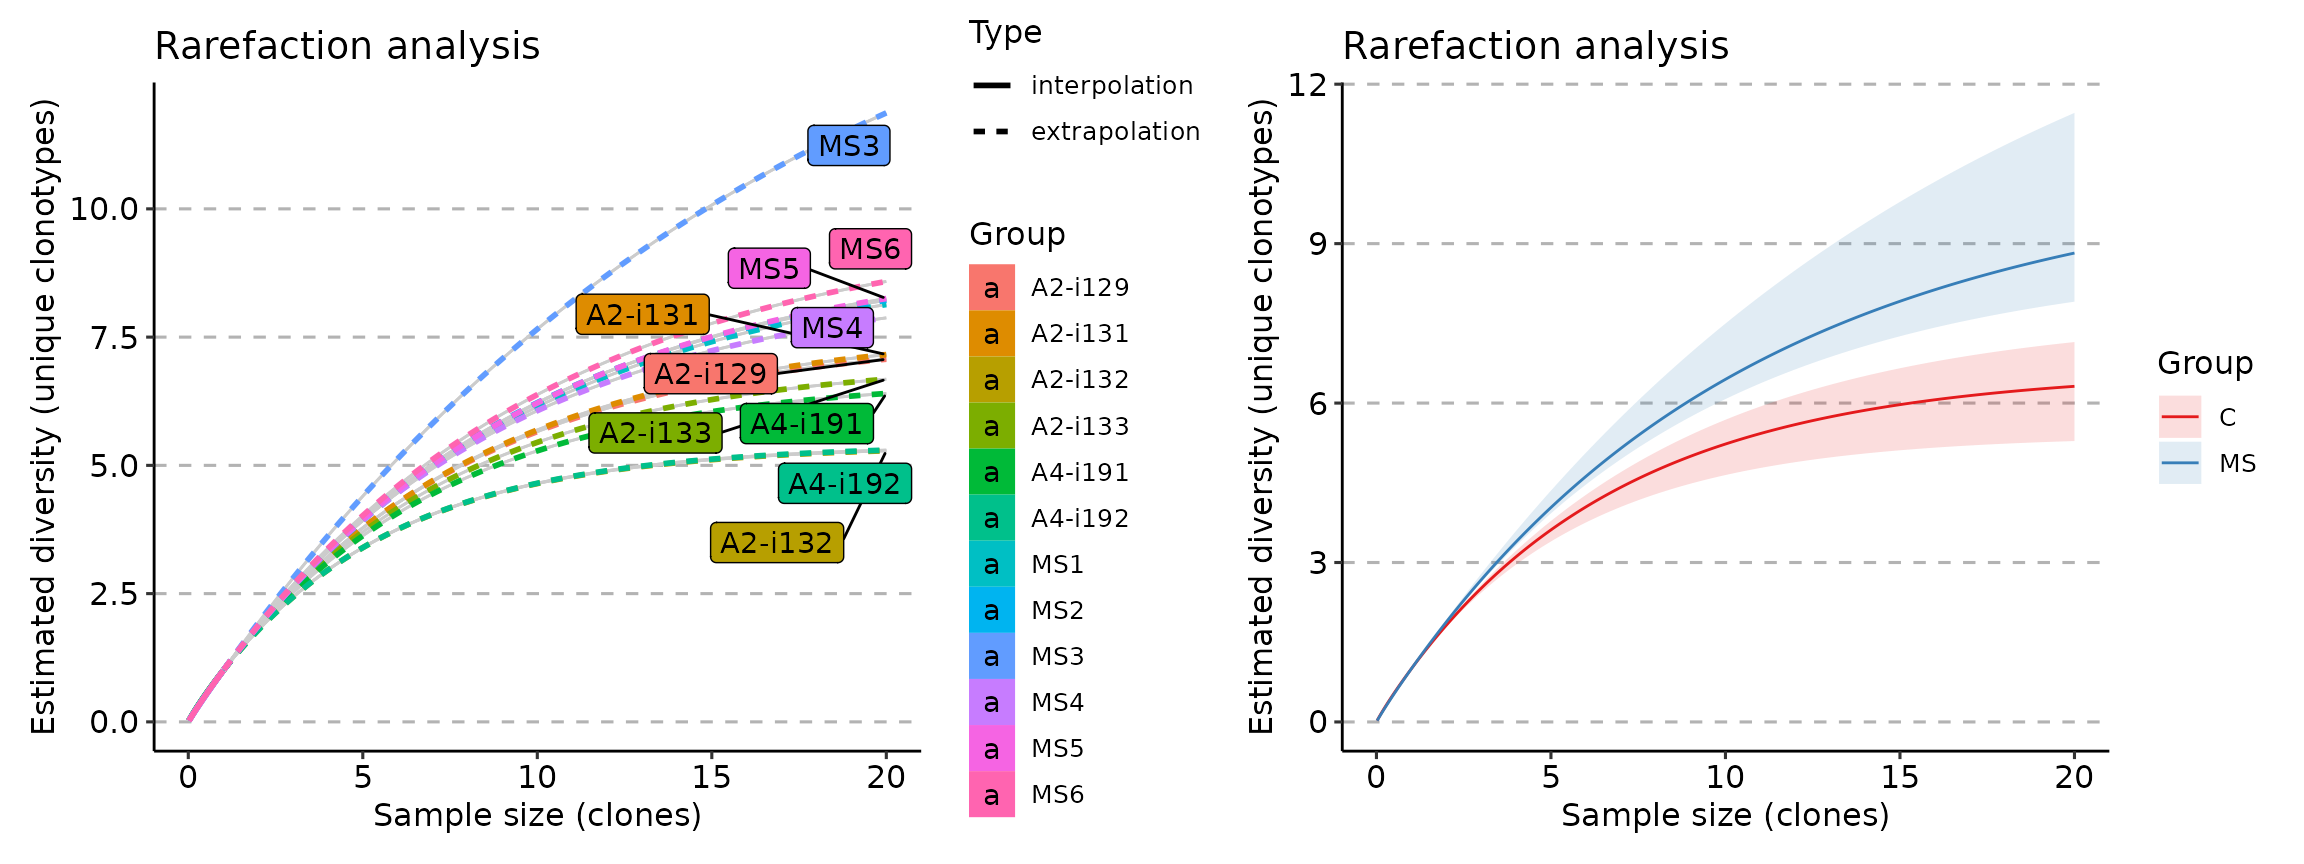 Rarefaction analysis
Estimated diversity (unique clonotypes)
10.0
7.5
5.0
2.5
0.0
0 5 10 15 20
Sample size (clones)
MS3
MS6
MS5
A2-i131
MS4
A2-i129
A4-i191
A2-i133
A4-i192
A2-i132
Type
interpolation
extrapolation
Group
a A2-i129
a A2-i131
a A2-i132
a A2-i133
a A4-i191
a A4-i192
a MS1
a MS2
a MS3
a MS4
a MS5
a MS6
Rarefaction analysis
Estimated diversity (unique clonotypes)
12
9
6
3
0
0 5 10 15 20
Sample size (clones)
Group
C
MS